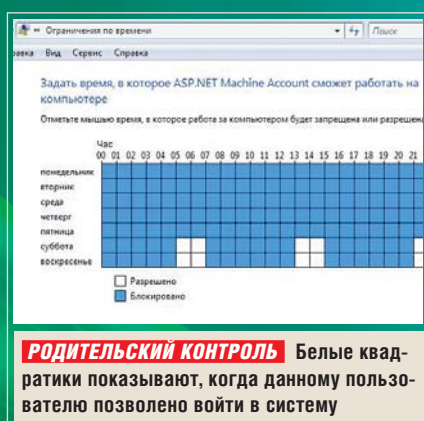 « Ограничения по времени
Поиск
Вид Сервис Справка
Задать время, в которое ASP.NET Machine Account сможет работать на
компьютере
Отметьте мышью время, в которое работа за компьютером будет запрещена или разрешена
Час
00 01 02 03 04 05 06 07 08 09 10 11 12 13 14 15 16 17 18 19 20 21
понедельник
вторник
среда
четверг
пятница
суббота
воскресенье
Разрешено
Блокировано
РОДИТЕЛЬСКИЙ КОНТРОЛЬ Белые квад-
ратики показывают, когда данному пользо-
вателю позволено войти в систему